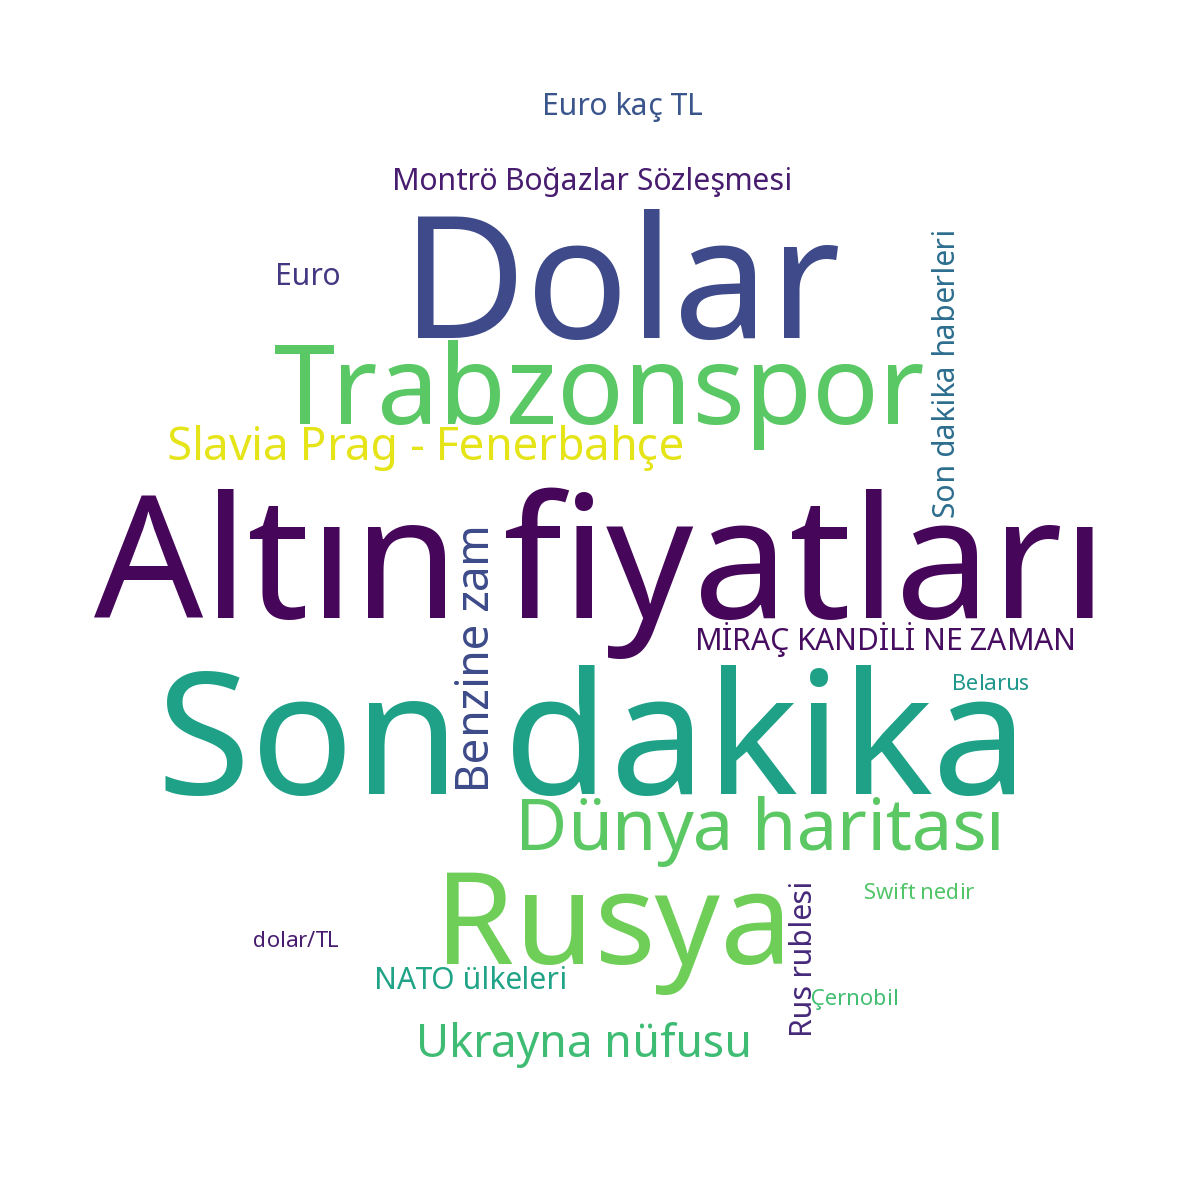 Euro kaç TL
Montrö Boğazlar Sözleşmesi
Dolar
Euro
Son dakika haberleri
Trabzonspor
Slavia Prag - Fenerbahçe
Altın fiyatları
Benzine zam
MİRAÇ KANDİLİ NE ZAMAN
Son dakika
Belarus
Dünya haritası
Rusya
Rus rublesi
Swift nedir
dolar/TL
NATO ülkeleri
Çernobil
Ukrayna nüfusu